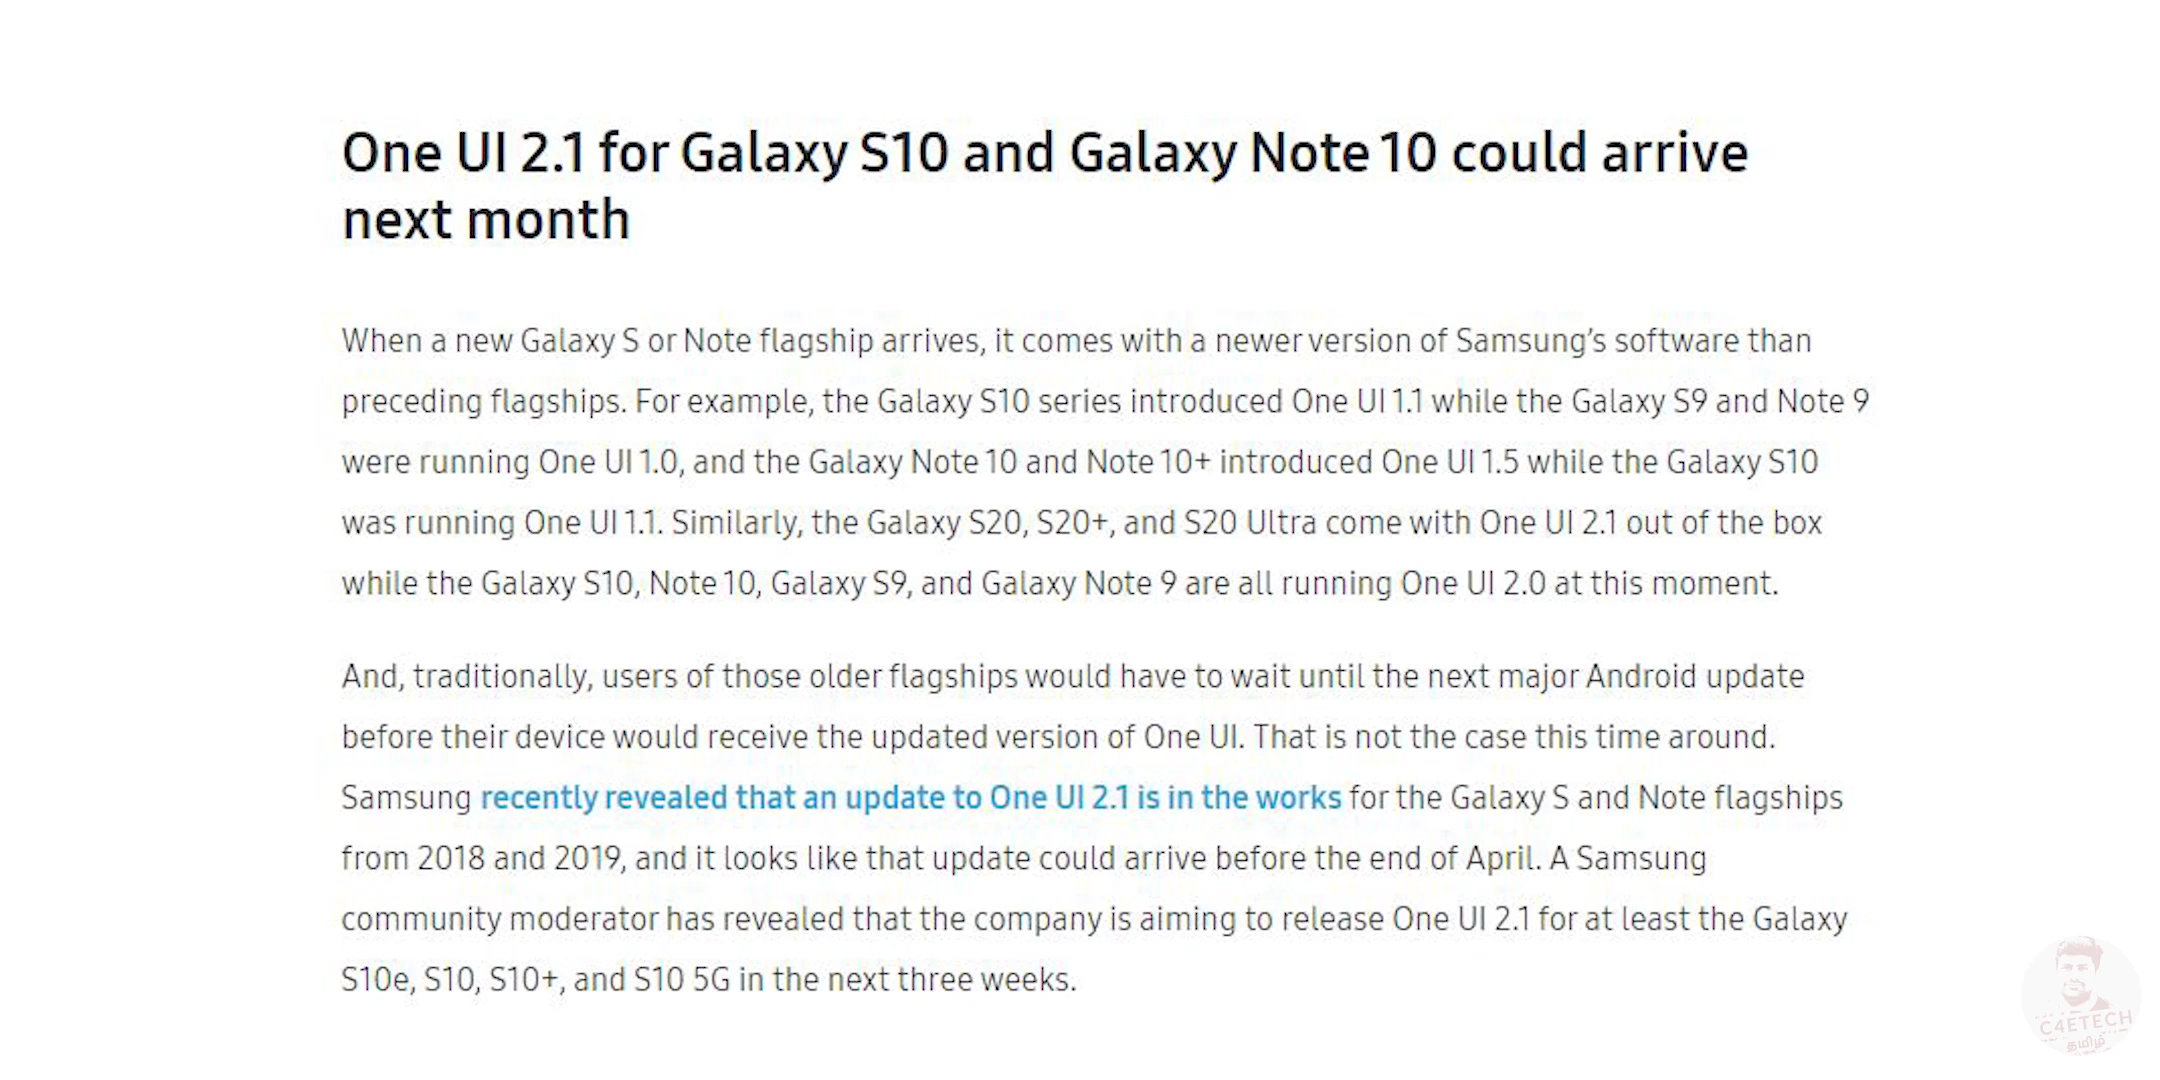 One UI 2.1 for Galaxy S10 and Galaxy Note 10 could arrive
next month
When a new Galaxy S or Note flagship arrives, it comes with a newer version of Samsung’s software than
preceding flagships. For example, the Galaxy S10 series introduced One UI 1.1 while the Galaxy S9 and Note 9
were running One UI 1.0, and the Galaxy Note 10 and Note 10+ introduced One UI 1.5 while the Galaxy S10
was running One UI 1.1. Similarly, the Galaxy S20, S20+, and S20 Ultra come with One UI 2.1 out of the box
while the Galaxy S10, Note 10, Galaxy S9, and Galaxy Note 9 are all running One UI 2.0 at this moment.
And, traditionally, users of those older flagships would have to wait until the next major Android update
before their device would receive the updated version of One UI. That is not the case this time around.
Samsung recently revealed that an update to One UI 2.1 is in the works for the Galaxy S and Note flagships
from 2018 and 2019, and it looks like that update could arrive before the end of April. A Samsung
community moderator has revealed that the company is aiming to release One UI 2.1 for at least the Galaxy
S10e, S10, S10+, and S10 5G in the next three weeks.
C4ETECH
தமிழ்